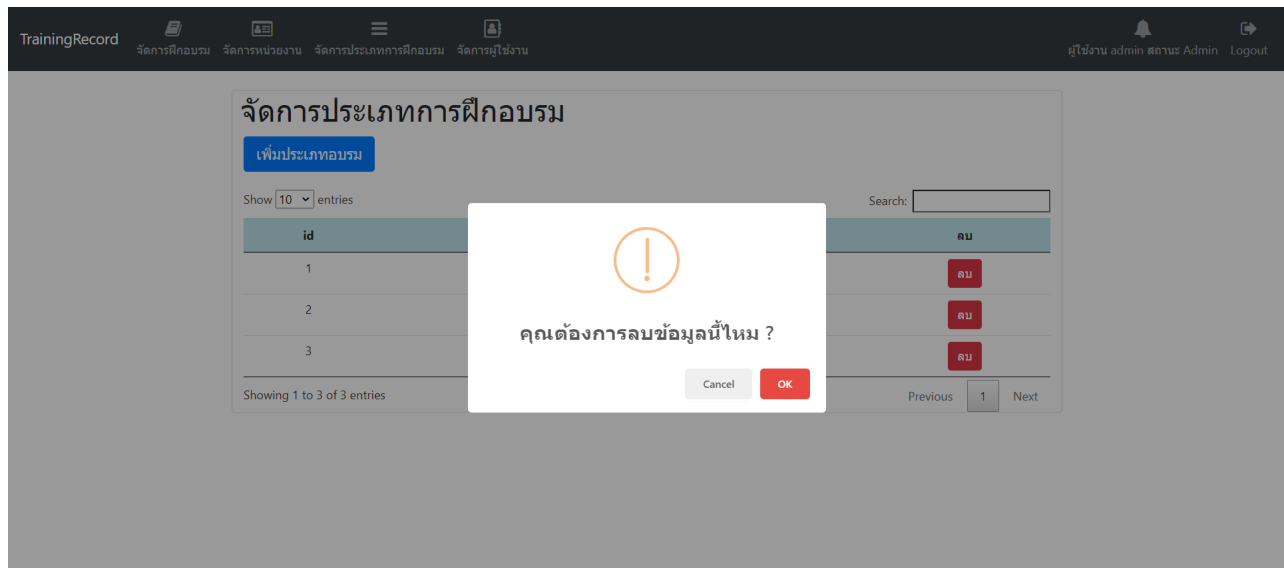 TrainingRecord
จัดการฝึกอบรม จัดการหน่วยงาน จัดการประเภทการฝึกอบรม จัดการผู้ใช้งาน
ผู้ใช้งาน admin สถานะ Admin Logout
จัดการประเภทการฝึกอบรม
เพิ่มประเภทอบรม
Show 10 entries
Search:
id ลบ
1 ลบ
2 ลบ
3 ลบ
คุณต้องการลบข้อมูลนี้ไหม ?
Cancel OK
Showing 1 to 3 of 3 entries
Previous 1 Next